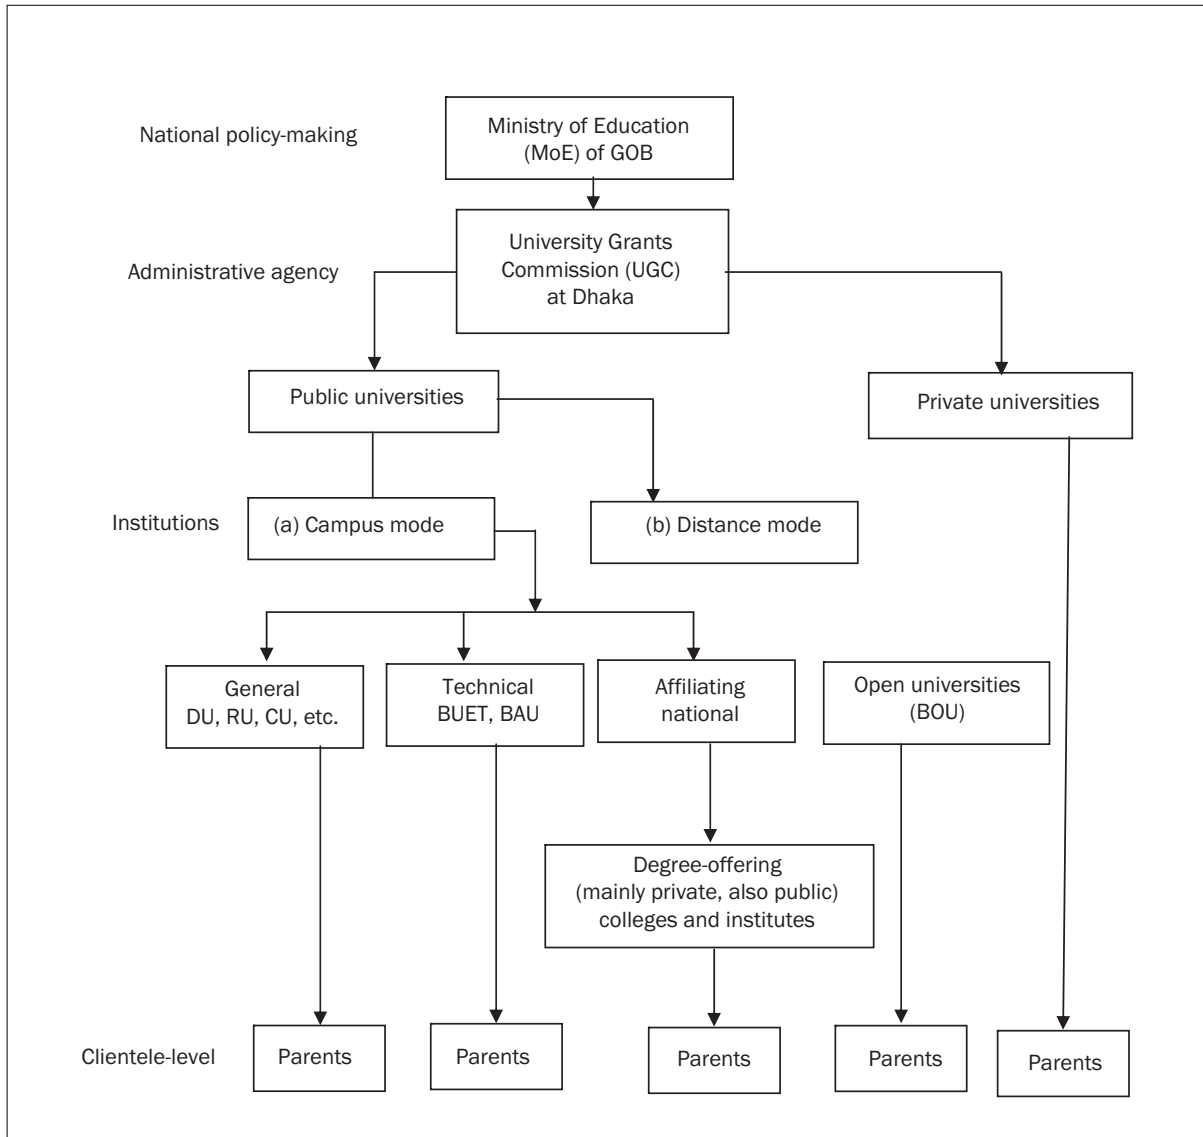 National policy-making
Ministry of Education
(MoE) of GOB
Administrative agency
University Grants
Commission (UGC)
at Dhaka
Public universities
Private universities
Institutions
(a) Campus mode
(b) Distance mode
General
DU, RU, CU, etc.
Technical
BUET, BAU
Affiliating
national
Open universities
(BOU)
Degree-offering
(mainly private, also public)
colleges and institutes
Clientele-level
Parents
Parents
Parents
Parents
Parents